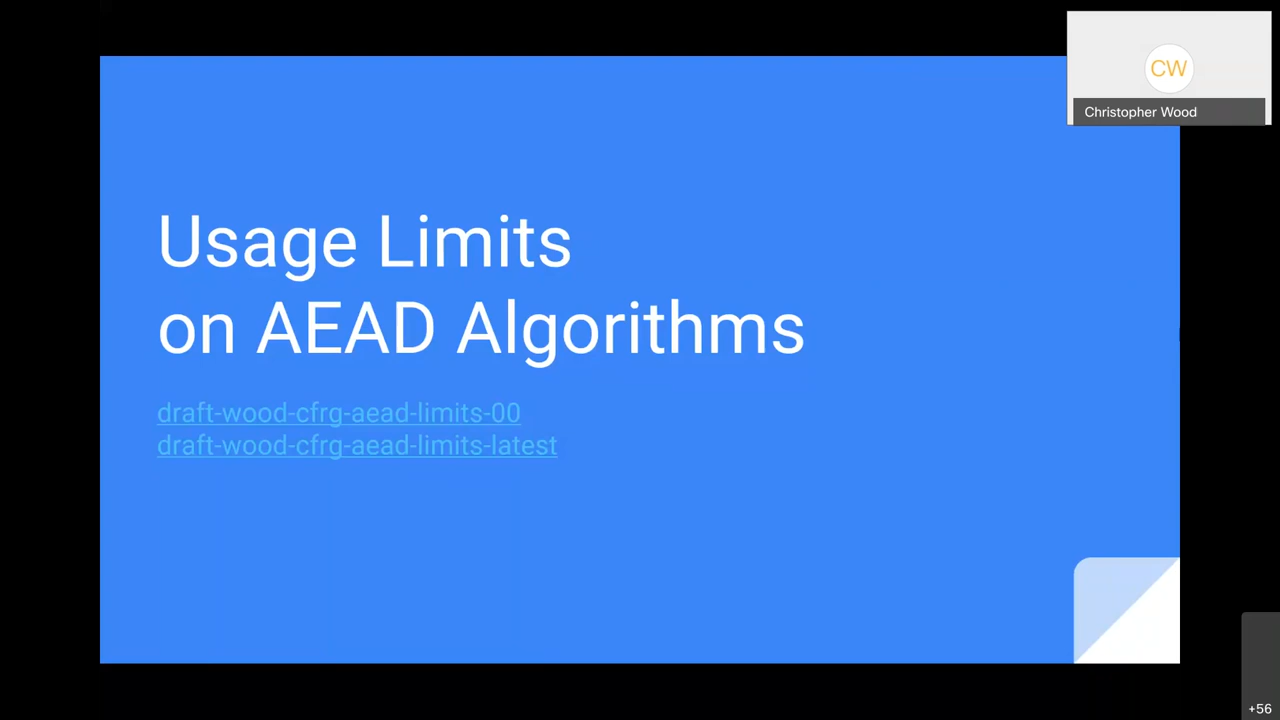 CW
Christopher Wood
Usage Limits
on AEAD Algorithms
draft-wood-cfrg-aead-limits-00
draft-wood-cfrg-aead-limits-latest
+56